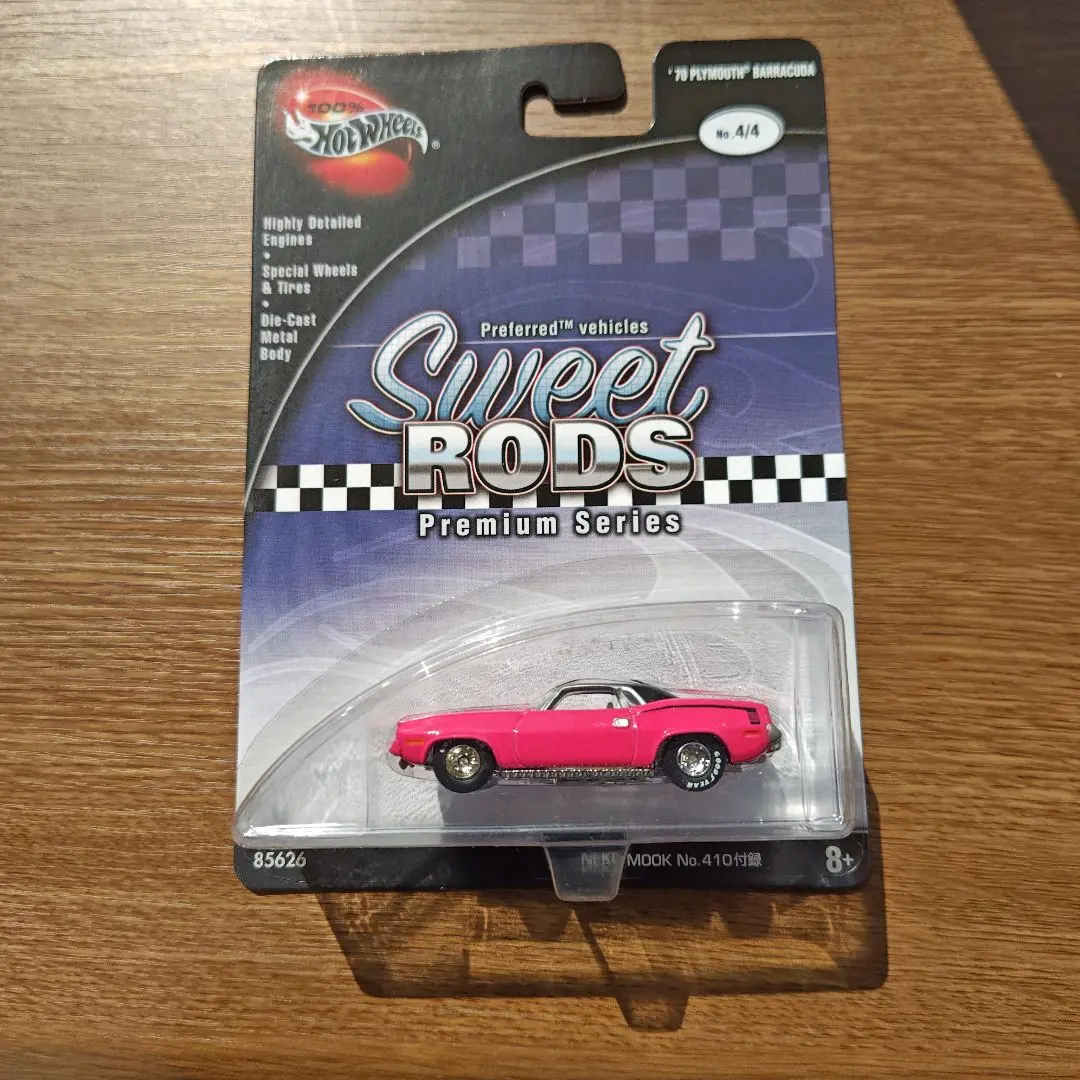 100%
HOT WHEELS ®
'70 PLYMOUTH® BARRACUDA
No.4/4
Highly Detailed
Engines
•
Special Wheels
& Tires
•
Die-Cast
Metal
Body
Preferred™ vehicles
Sweet
RODS
Premium Series
GOODYEAR
85626
MOOK No.410付録
8+